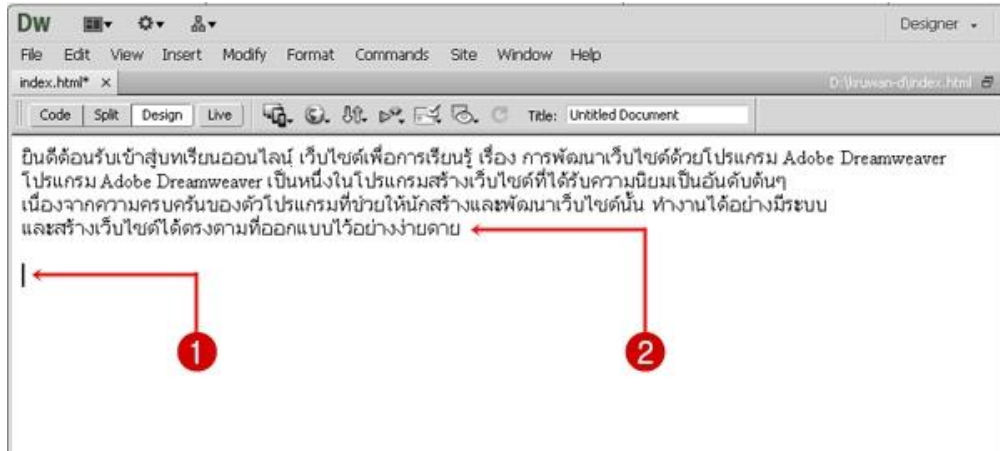 Dw
Designer
File Edit View Insert Modify Format Commands Site Window Help
index.html* × D:\kruwan-d\index.html
Code Split Design Live Title: Untitled Document
ยินดีต้อนรับเข้าสู่บทเรียนออนไลน์ เว็บไซต์เพื่อการเรียนรู้ เรื่อง การพัฒนาเว็บไซต์ด้วยโปรแกรม Adobe Dreamweaver
โปรแกรม Adobe Dreamweaver เป็นหนึ่งในโปรแกรมสร้างเว็บไซต์ที่ได้รับความนิยมเป็นอันดับต้นๆ
เนื่องจากความครบครันของตัวโปรแกรมที่ช่วยให้นักสร้างและพัฒนาเว็บไซต์นั้น ทำงานได้อย่างมีระบบ
และสร้างเว็บไซต์ได้ตรงตามที่ออกแบบไว้อย่างง่ายดาย
1 2